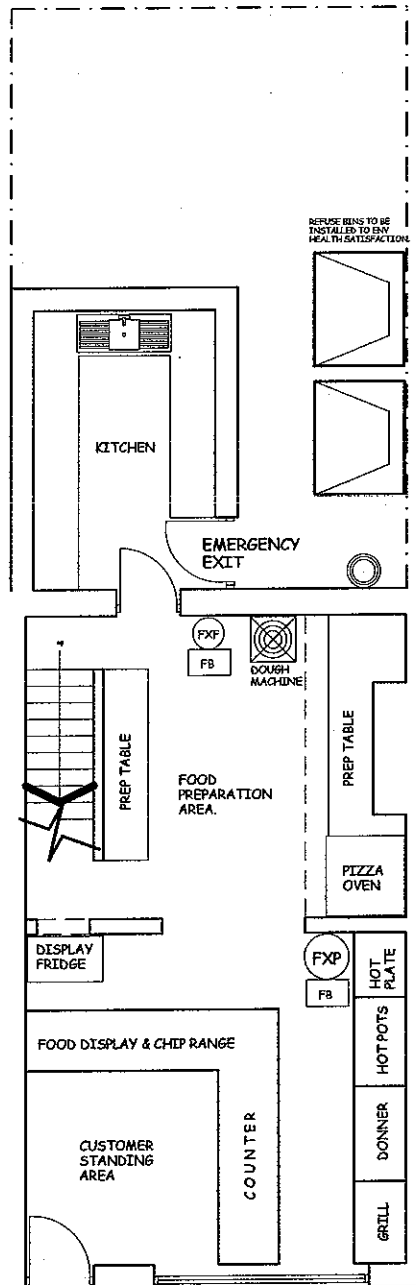 REFUSE BINS TO BE
INSTALLED TO ENV
HEALTH SATISFACTION.
KITCHEN
EMERGENCY
EXIT
FXF
FB
DOUGH
MACHINE
PREP TABLE
FOOD
PREPARATION
AREA.
PREP TABLE
PIZZA
OVEN
DISPLAY
FRIDGE
FXP
FB
HOT
PLATE
FOOD DISPLAY & CHIP RANGE
HOT POTS
CUSTOMER
STANDING
AREA
COUNTER
DONNER
GRILL